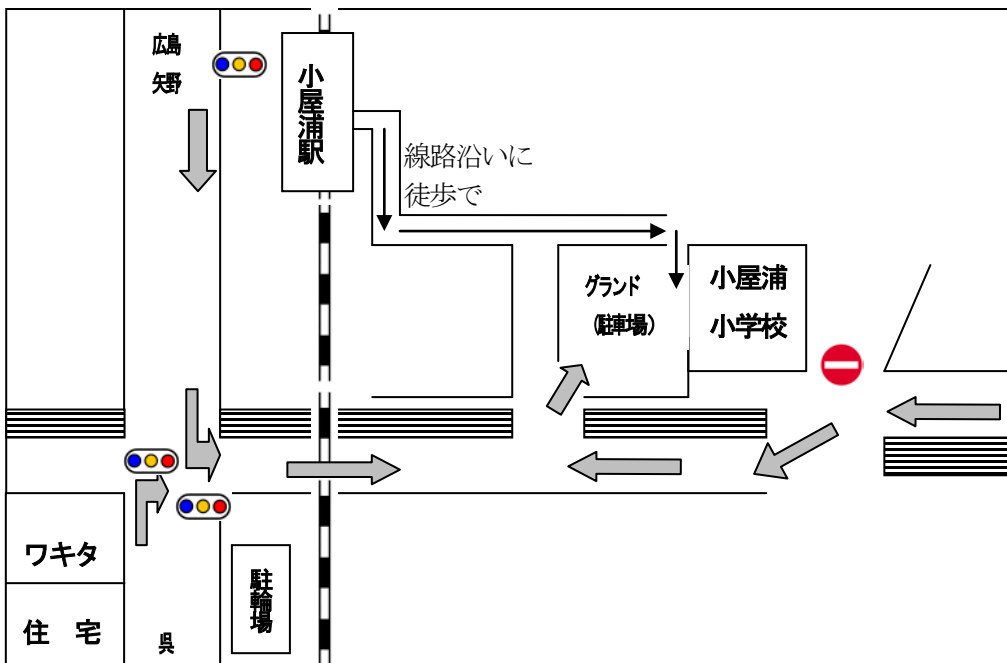 広島
矢野
小屋浦駅
線路沿いに
徒歩で
グランド
（駐車場）
小屋浦
小学校
ワキタ
住　宅
駐輪場
呉